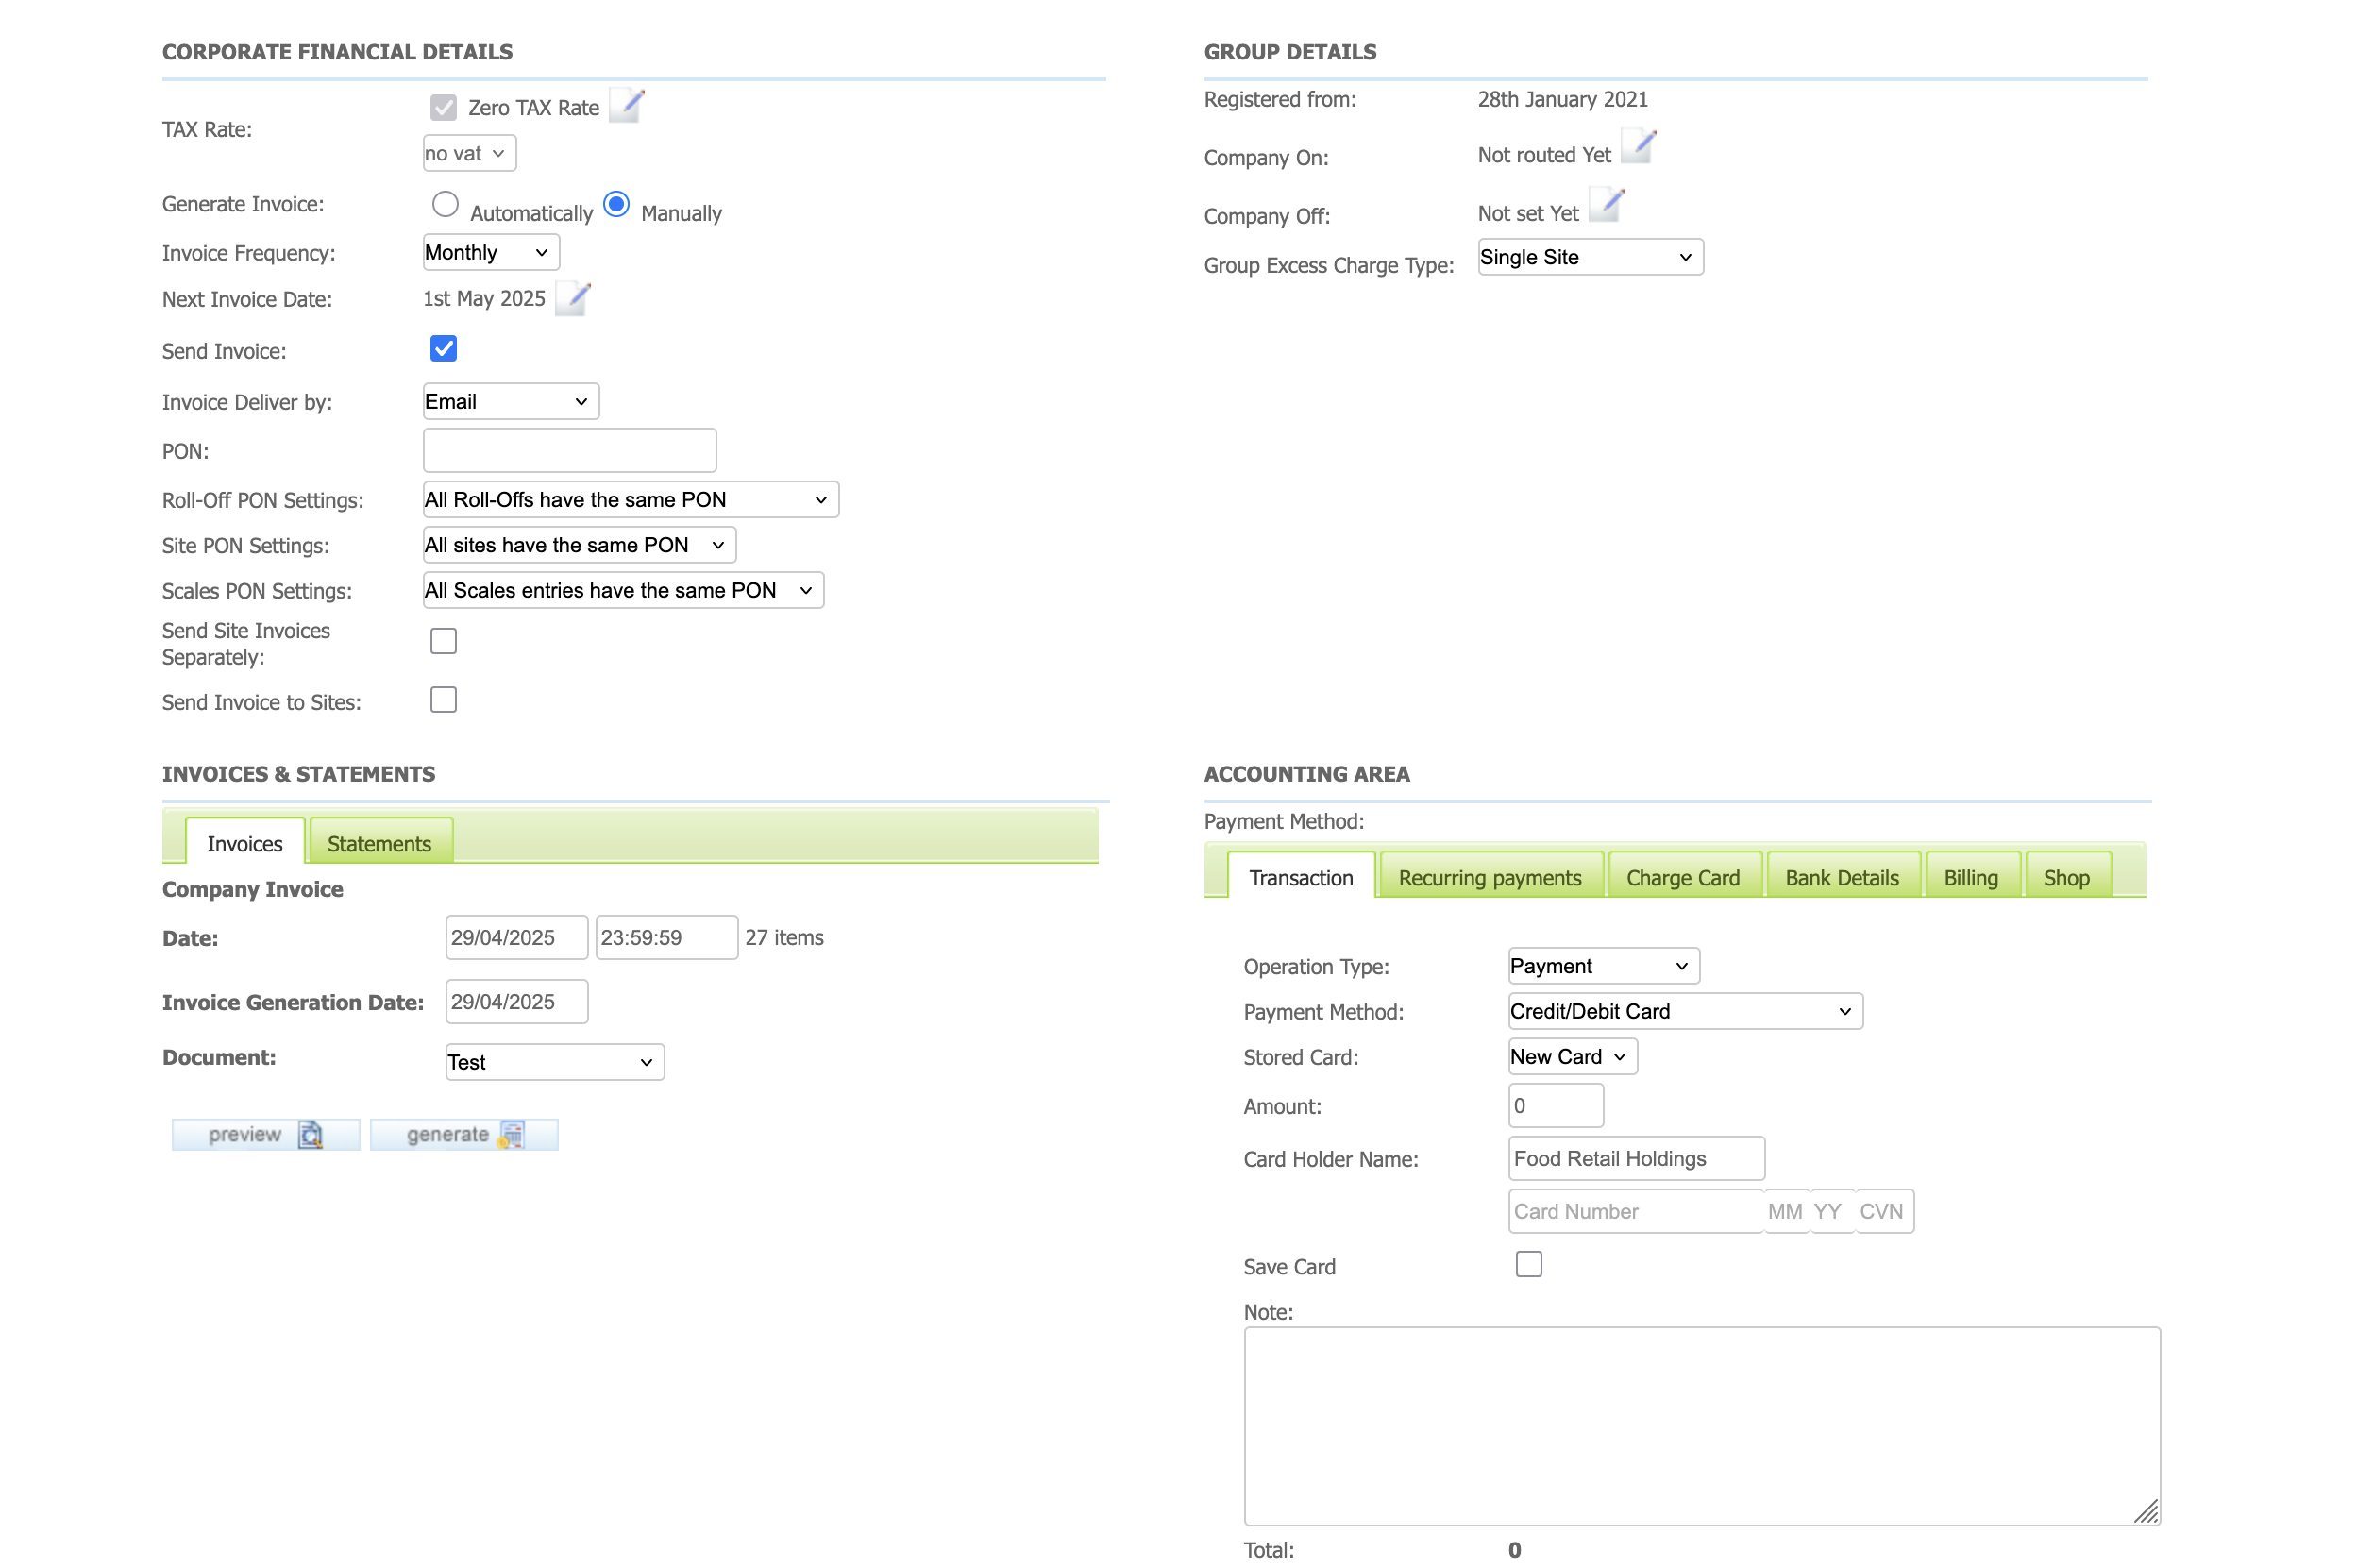 CORPORATE FINANCIAL DETAILS
TAX Rate:
Zero TAX Rate
no vat
Generate Invoice:
Automatically Manually
Invoice Frequency:
Monthly
Next Invoice Date:
1st May 2025
Send Invoice:
Invoice Deliver by:
Email
PON:
Roll-Off PON Settings:
All Roll-Offs have the same PON
Site PON Settings:
All sites have the same PON
Scales PON Settings:
All Scales entries have the same PON
Send Site Invoices
Separately:
Send Invoice to Sites:
GROUP DETAILS
Registered from:
28th January 2021
Company On:
Not routed Yet
Company Off:
Not set Yet
Group Excess Charge Type:
Single Site
INVOICES & STATEMENTS
Invoices Statements
Company Invoice
Date:
29/04/2025 23:59:59 27 items
Invoice Generation Date:
29/04/2025
Document:
Test
preview generate
ACCOUNTING AREA
Payment Method:
Transaction Recurring payments Charge Card Bank Details Billing Shop
Operation Type:
Payment
Payment Method:
Credit/Debit Card
Stored Card:
New Card
Amount:
0
Card Holder Name:
Food Retail Holdings
Card Number MM YY CVN
Save Card
Note:
Total:
0